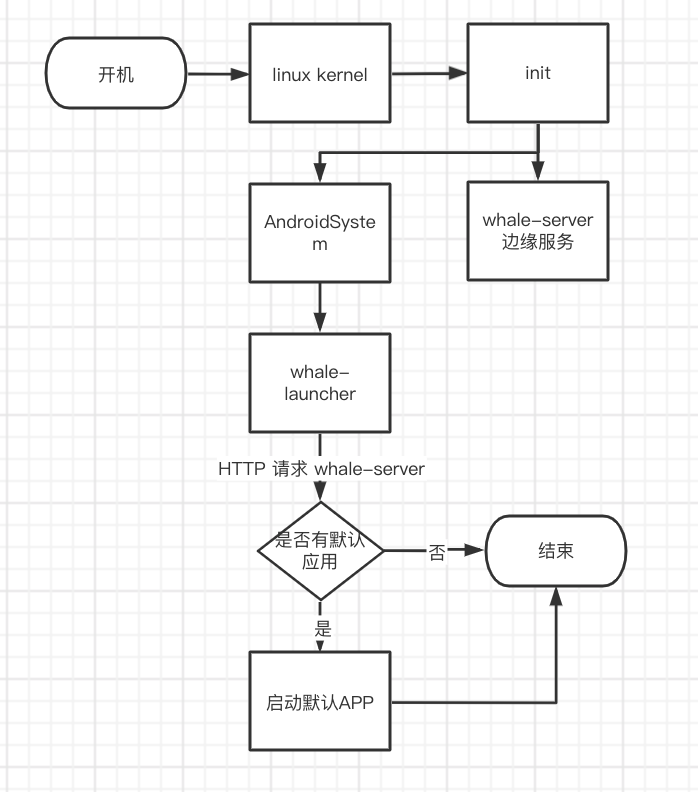 开机
linux kernel
init
AndroidSyste
m
whale-server
边缘服务
whale-
launcher
HTTP 请求 whale-server
是否有默认
应用
否
结束
是
启动默认APP